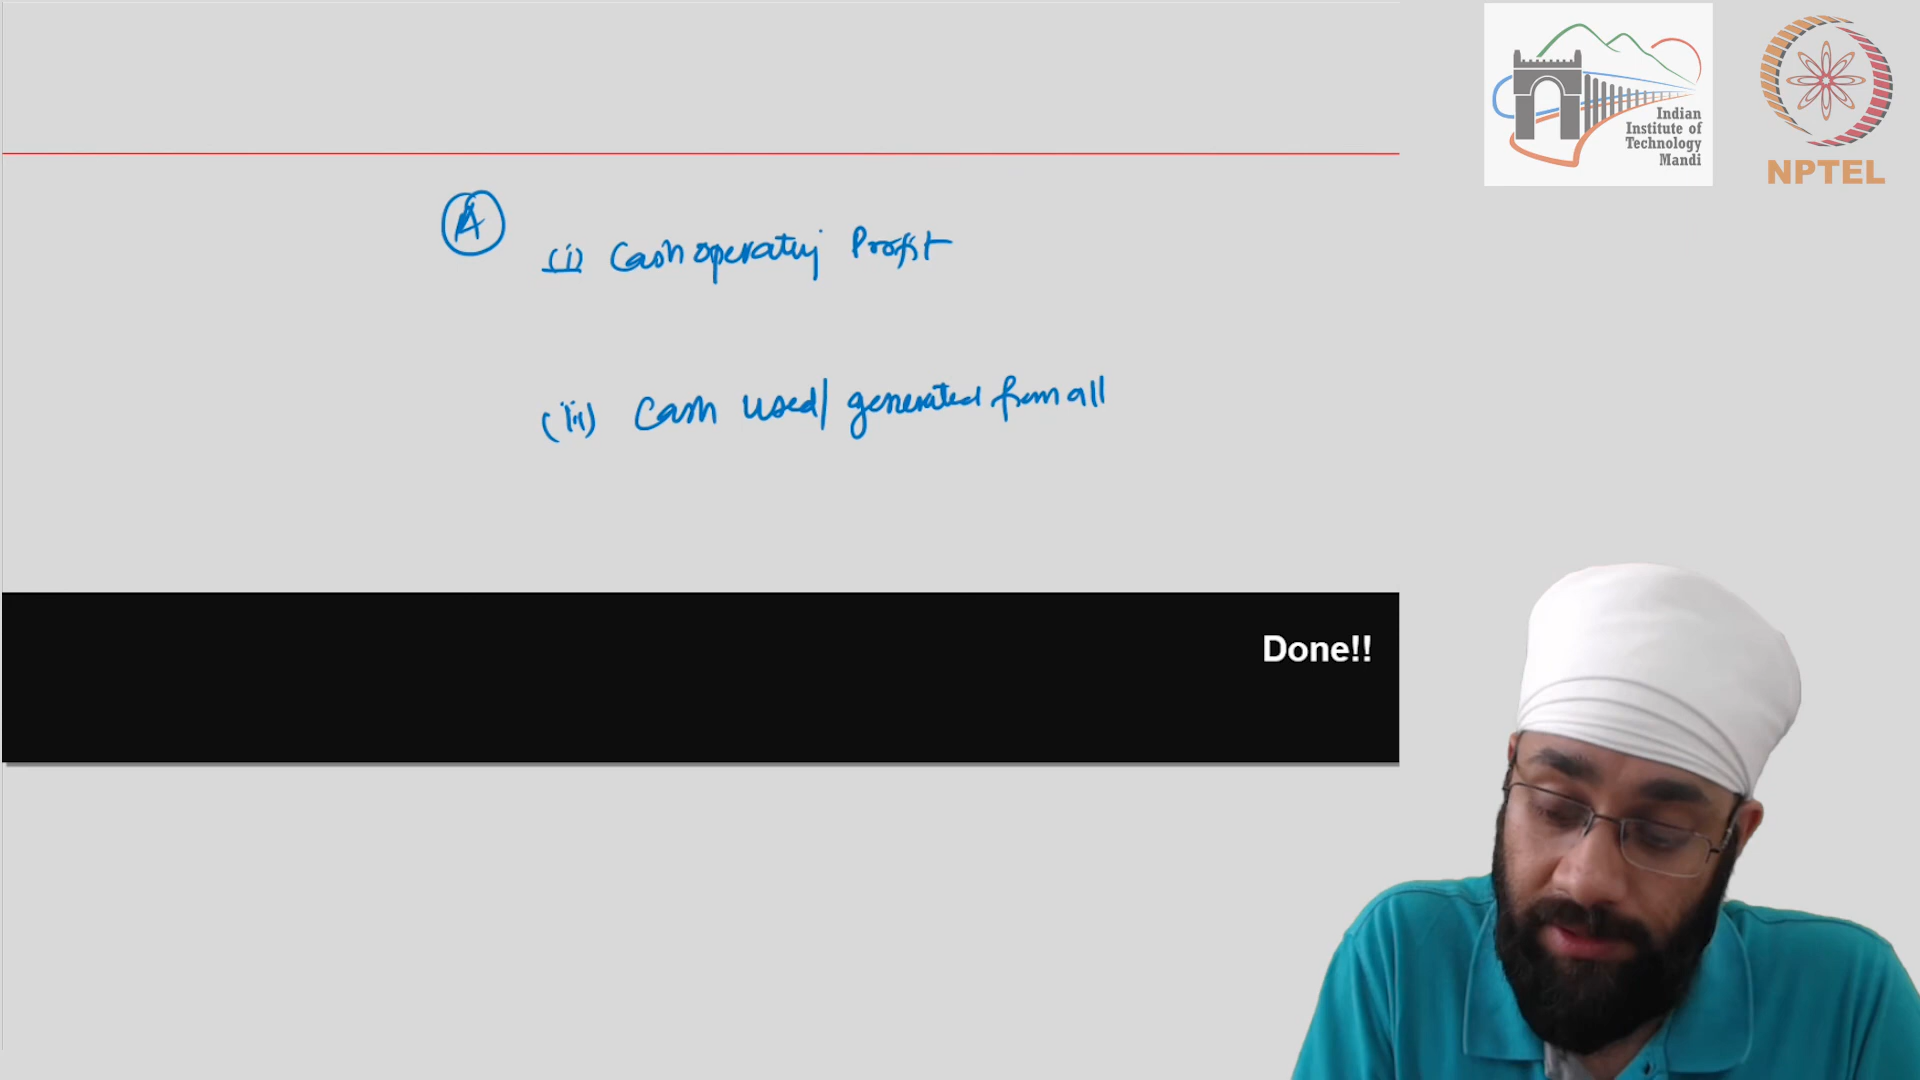 Indian
Institute of
Technology
Mandi
NPTEL
A
(i) Cash operating Profit
(ii) Cash used/ generated from all
Done!!